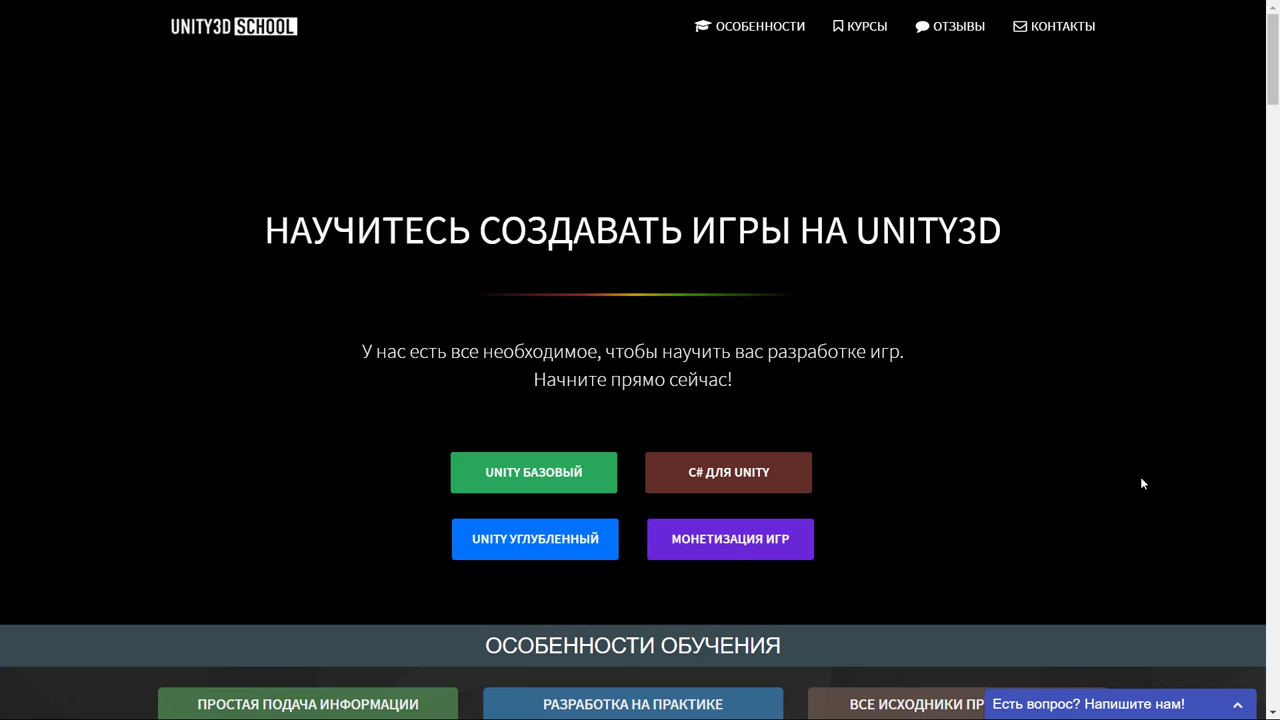 UNITY3D SCHOOL
ОСОБЕННОСТИ
КУРСЫ
ОТЗЫВЫ
КОНТАКТЫ
НАУЧИТЕСЬ СОЗДАВАТЬ ИГРЫ НА UNITY3D
У нас есть все необходимое, чтобы научить вас разработке игр.
Начните прямо сейчас!
UNITY БАЗОВЫЙ
C# ДЛЯ UNITY
UNITY УГЛУБЛЕННЫЙ
МОНЕТИЗАЦИЯ ИГР
ОСОБЕННОСТИ ОБУЧЕНИЯ
ПРОСТАЯ ПОДАЧА ИНФОРМАЦИИ
РАЗРАБОТКА НА ПРАКТИКЕ
ВСЕ ИСХОДНИКИ ПР
Есть вопрос? Напишите нам!